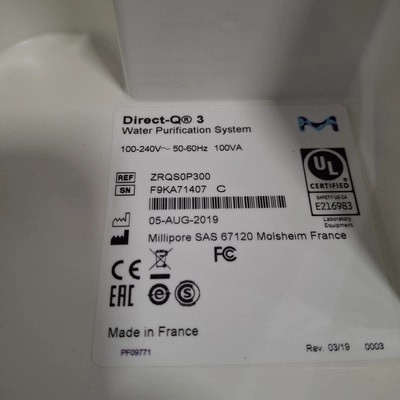 Direct-Q® 3
Water Purification System
100-240V~ 50-60Hz 100VA
REF ZRQS0P300
SN F9KA71407 C
UL
CERTIFIED
SAFETY US CA
E216983
Laboratory
Equipment
05-AUG-2019
Millipore SAS 67120 Molsheim France
CE
FC
EAC
Made in France
PF09771
Rev. 03/19 0003